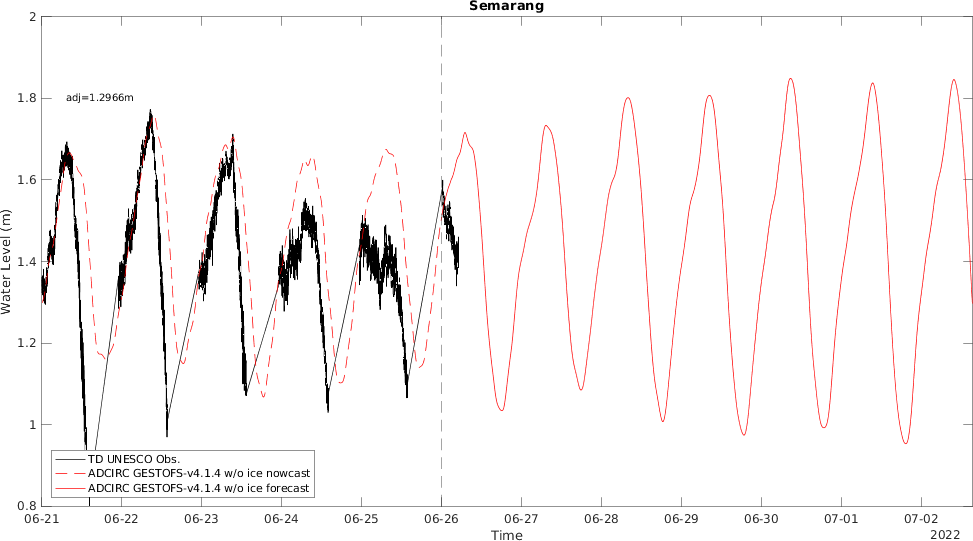 Semarang
adj=1.2966m
Water Level (m)
2
1.8
1.6
1.4
1.2
1
0.8
TD UNESCO Obs.
ADCIRC GESTOFS-v4.1.4 w/o ice nowcast
ADCIRC GESTOFS-v4.1.4 w/o ice forecast
06-21 06-22 06-23 06-24 06-25 06-26 06-27 06-28 06-29 06-30 07-01 07-02
Time
2022